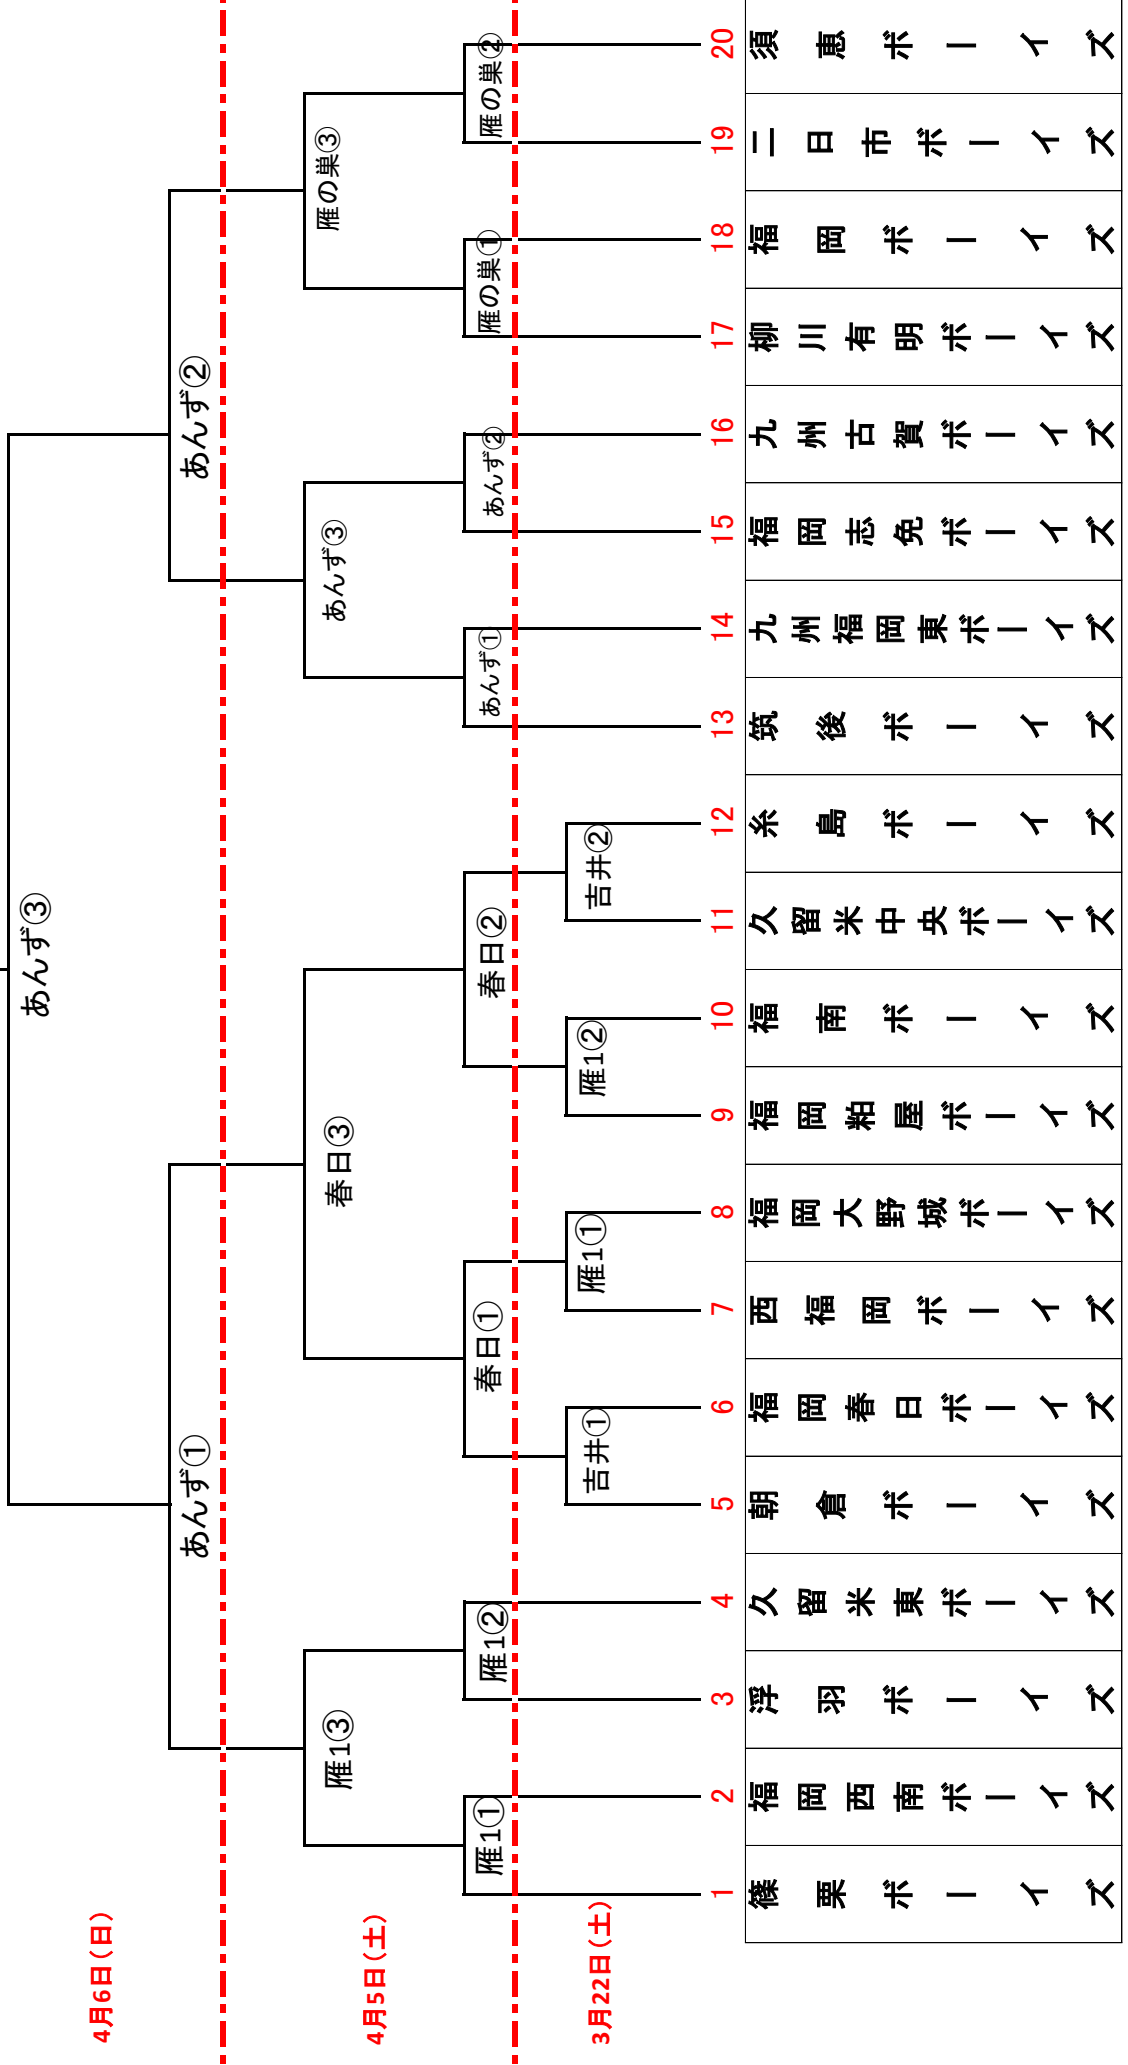 あんず③
4月6日（日）
あんず①
あんず②
4月5日（土）
雁1③
春日③
あんず③
雁の巣③
雁1①
雁1②
春日①
春日②
あんず①
あんず②
雁の巣①
雁の巣②
3月22日（土）
吉井①
雁1①
雁1②
吉井②
1 篠栗ボーイズ
2 福岡西南ボーイズ
3 浮羽ボーイズ
4 久留米東ボーイズ
5 朝倉ボーイズ
6 福岡春日ボーイズ
7 西福岡ボーイズ
8 福岡大野城ボーイズ
9 福岡粕屋ボーイズ
10 福南ボーイズ
11 久留米中央ボーイズ
12 糸島ボーイズ
13 筑後ボーイズ
14 九州福岡東ボーイズ
15 福岡志免ボーイズ
16 九州古賀ボーイズ
17 柳川有明ボーイズ
18 福岡ボーイズ
19 二日市ボーイズ
20 須恵ボーイズ